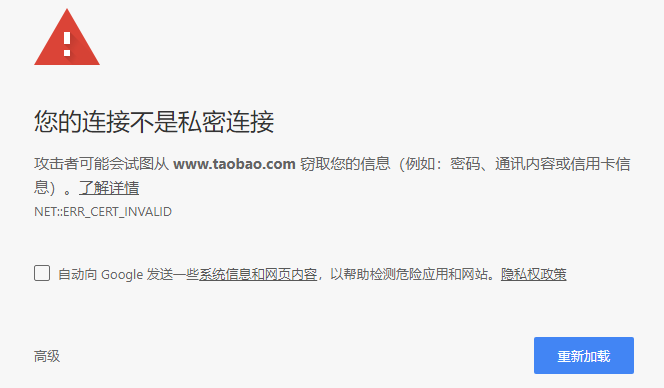 您的连接不是私密连接
攻击者可能会试图从 www.taobao.com 窃取您的信息（例如：密码、通讯内容或信用卡信
息）。了解详情
NET::ERR_CERT_INVALID
自动向 Google 发送一些系统信息和网页内容，以帮助检测危险应用和网站。隐私权政策
高级
重新加载